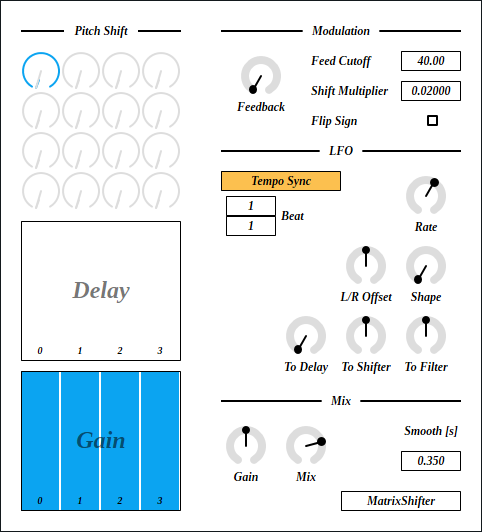 Pitch Shift
Delay
0 1 2 3
Gain
0 1 2 3
Modulation
Feedback
Feed Cutoff 40.00
Shift Multiplier 0.02000
Flip Sign
LFO
Tempo Sync
1
1
Beat
Rate
L/R Offset Shape
To Delay To Shifter To Filter
Mix
Gain Mix
Smooth [s]
0.350
MatrixShifter